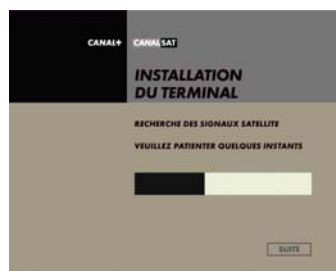 CANAL+ CANALSAT
INSTALLATION
DU TERMINAL
RECHERCHE DES SIGNAUX SATELLITE
VEUILLEZ PATIENTER QUELQUES INSTANTS
SUITE